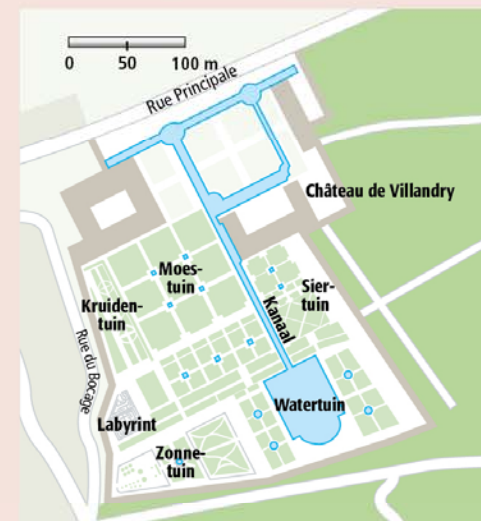 0 50 100 m
Rue Principale
Château de Villandry
Moes-
tuin
Sier-
tuin
Kruiden-
tuin
Kanaal
Rue du Bocage
Watertuin
Labyrint
Zonne-
tuin